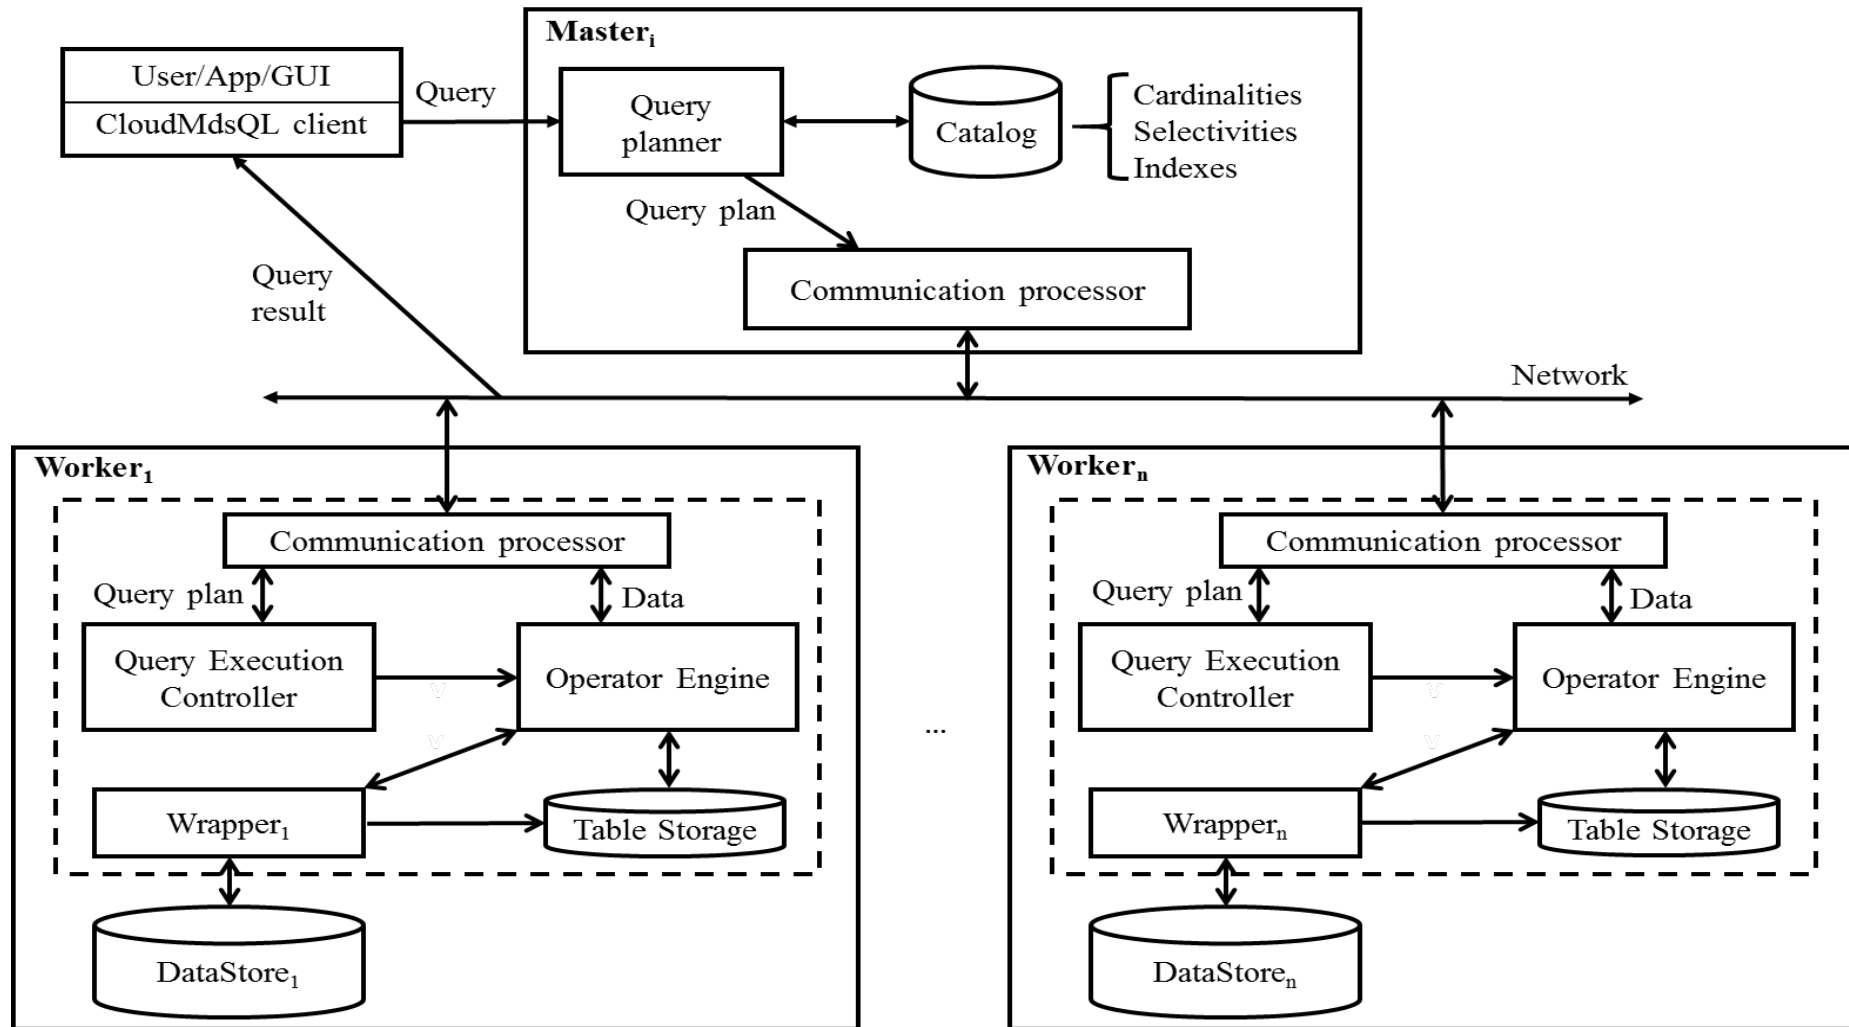 Master_i
User/App/GUI
CloudMdsQL client
Query
Query
planner
Catalog
Cardinalities
Selectivities
Indexes
Query plan
Communication processor
Query
result
Network
Worker_1
Communication processor
Query plan
Data
Query Execution
Controller
Operator Engine
v
v
Wrapper_1
Table Storage
DataStore_1
...
Worker_n
Communication processor
Query plan
Data
Query Execution
Controller
Operator Engine
v
v
Wrapper_n
Table Storage
DataStore_n